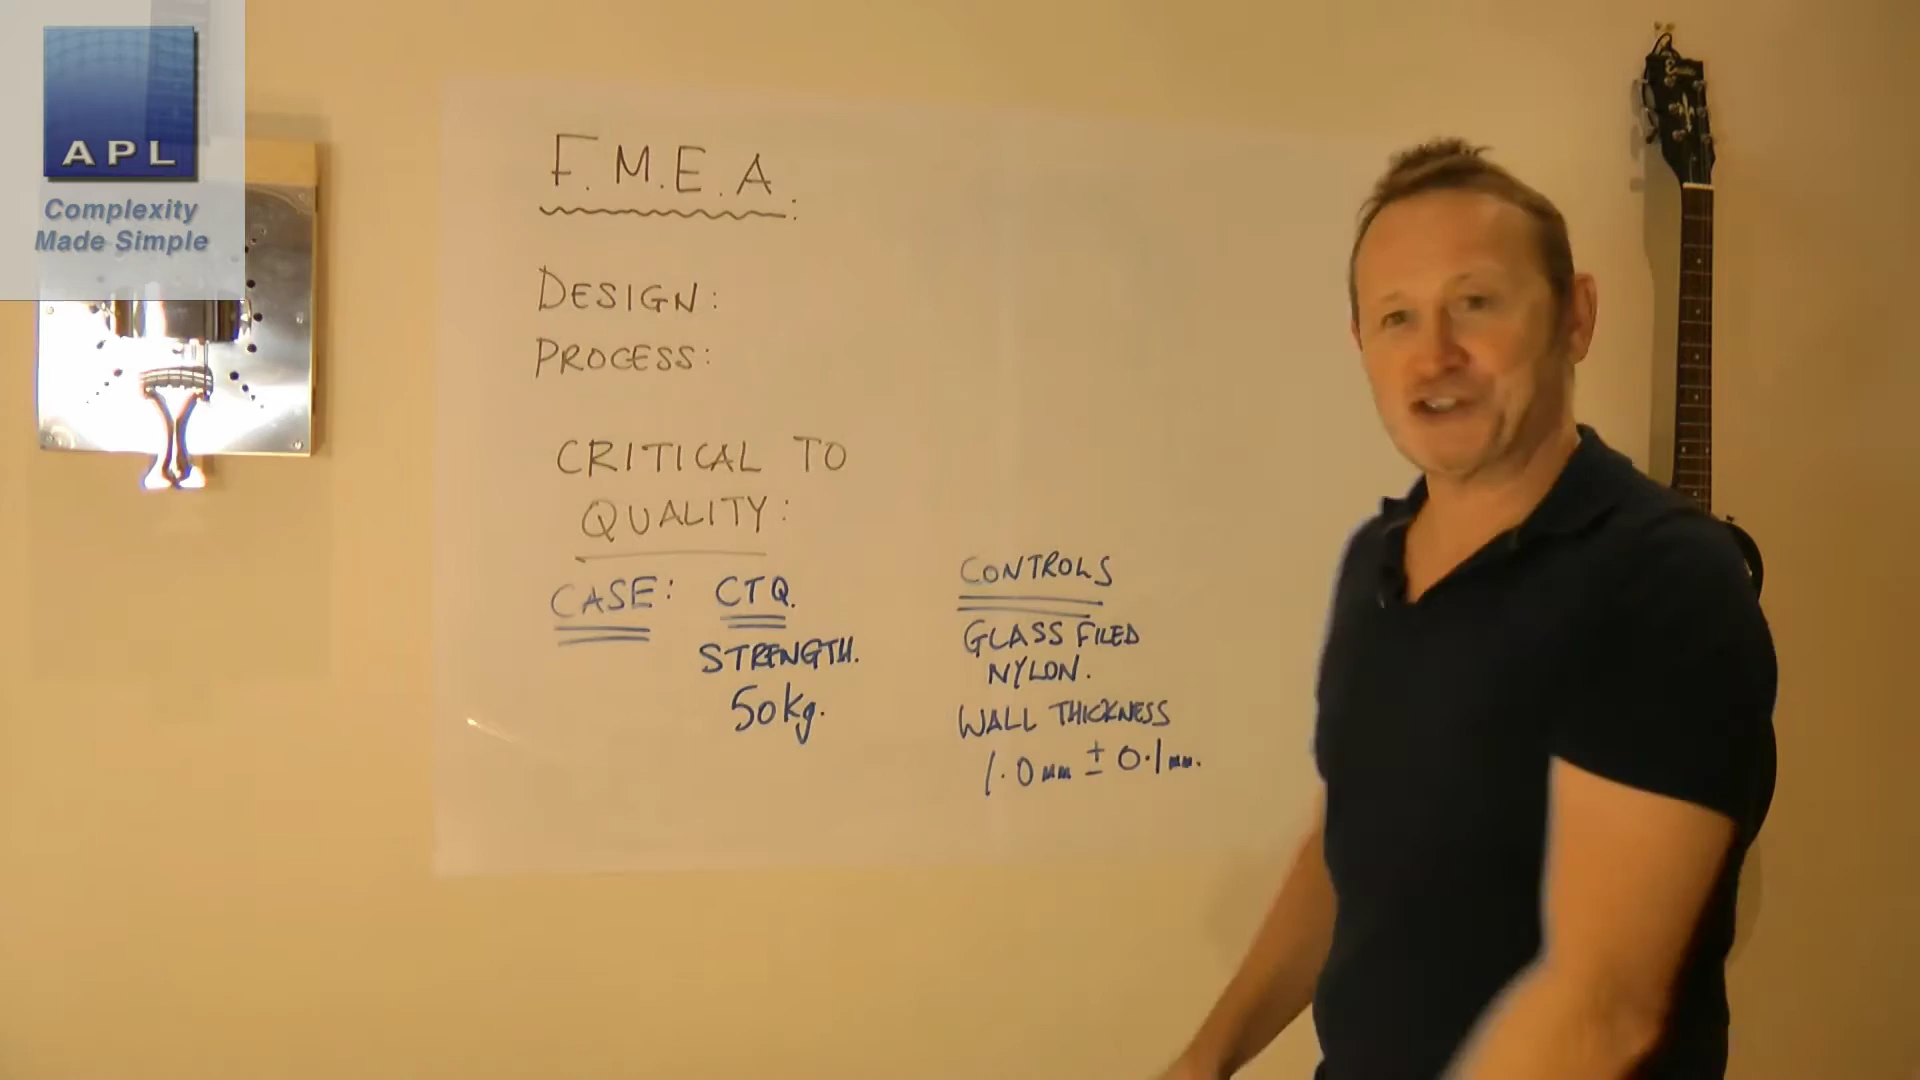 APL
Complexity
Made Simple
F.M.E.A.:
DESIGN:
PROCESS:
CRITICAL TO
QUALITY:
CASE: CTQ.
STRENGTH.
50kg.
CONTROLS
GLASS FILED
NYLON.
WALL THICKNESS
1.0mm ± 0.1mm.